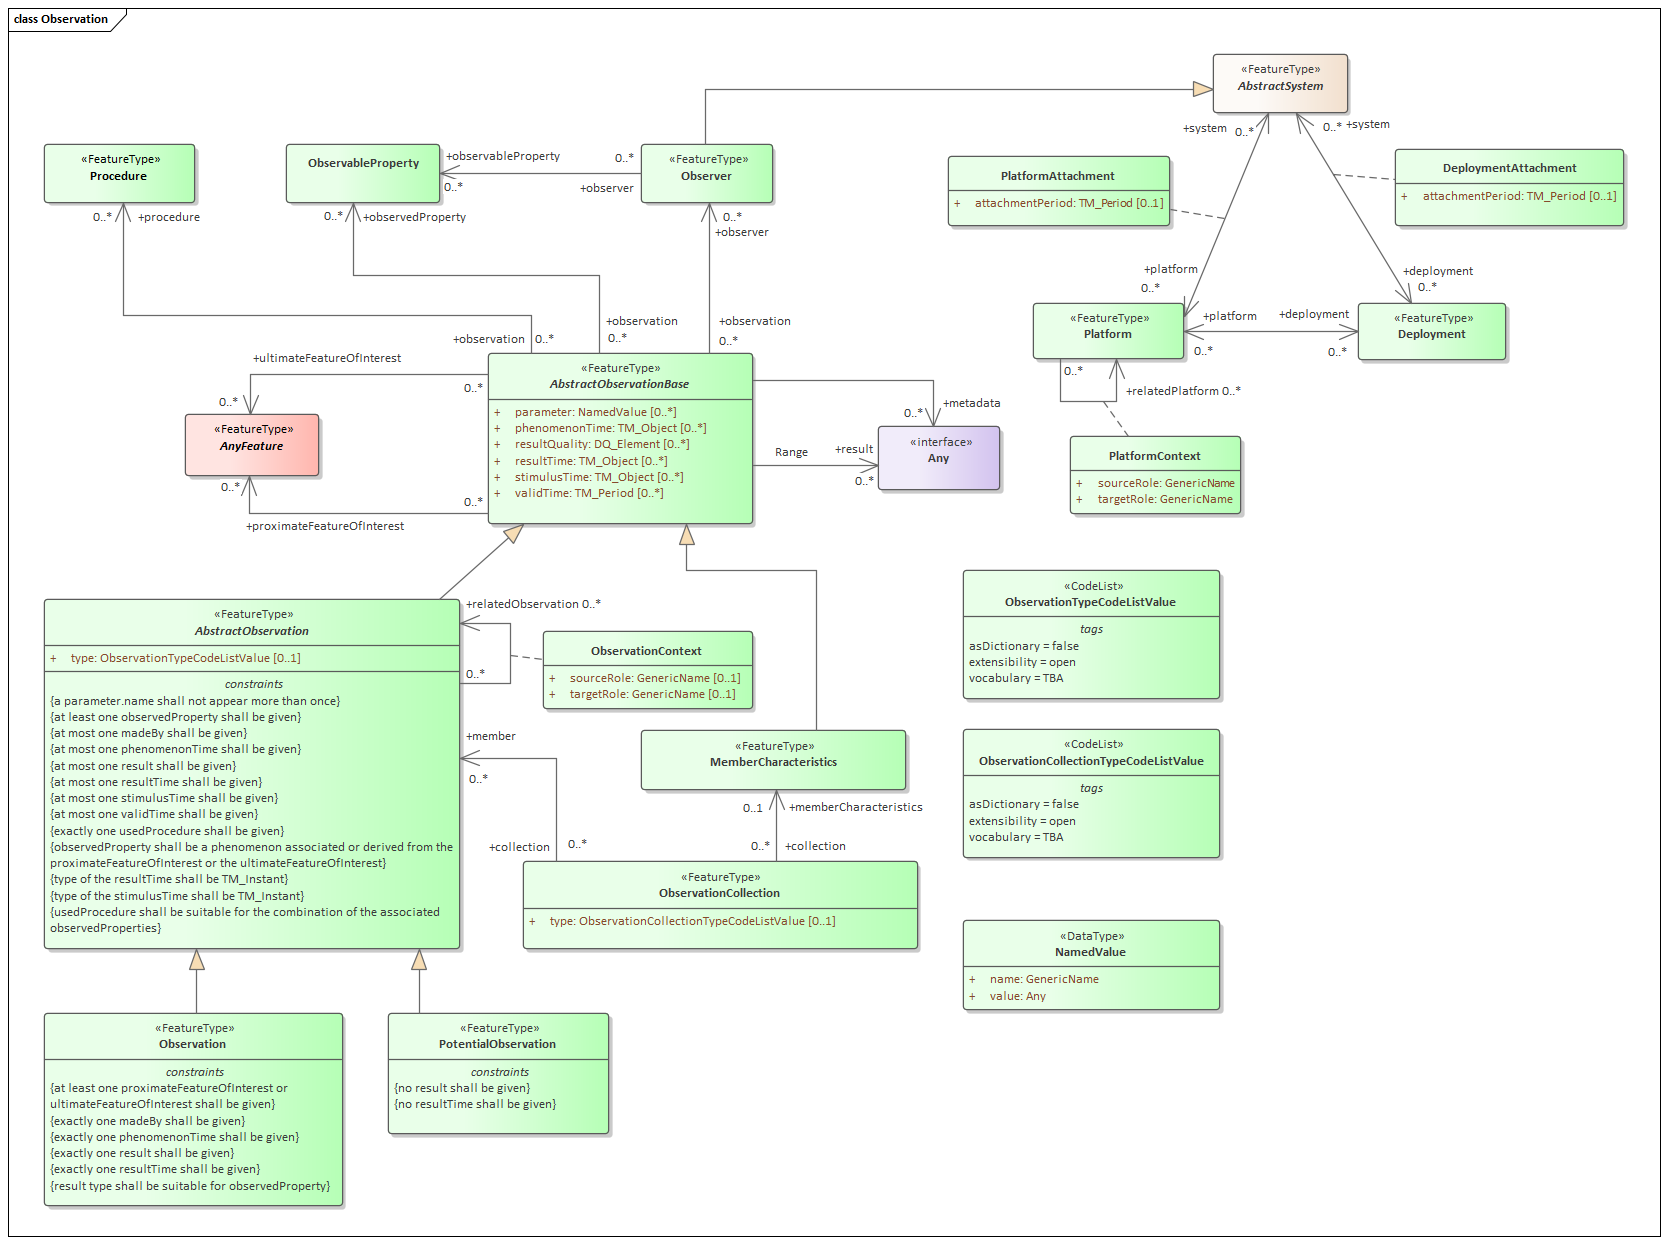 class Observation
«FeatureType»
AbstractSystem
+system
0..*
0..*
+system
«FeatureType»
Procedure
ObservableProperty
+observableProperty
0..*
0..*
+observer
«FeatureType»
Observer
PlatformAttachment
+ attachmentPeriod: TM_Period [0..1]
DeploymentAttachment
+ attachmentPeriod: TM_Period [0..1]
0..*
+procedure
0..*
+observedProperty
0..*
+observer
+platform
0..*
+deployment
0..*
«FeatureType»
Platform
+platform
0..*
+deployment
0..*
«FeatureType»
Deployment
0..*
+relatedPlatform 0..*
+observation
0..*
+observation
0..*
+observation
0..*
+ultimateFeatureOfInterest
0..*
0..*
«FeatureType»
AnyFeature
0..*
0..*
+proximateFeatureOfInterest
«FeatureType»
AbstractObservationBase
+ parameter: NamedValue [0..*]
+ phenomenonTime: TM_Object [0..*]
+ resultQuality: DQ_Element [0..*]
+ resultTime: TM_Object [0..*]
+ stimulusTime: TM_Object [0..*]
+ validTime: TM_Period [0..*]
+metadata
0..*
Range
+result
0..*
«interface»
Any
PlatformContext
+ sourceRole: GenericName
+ targetRole: GenericName
«FeatureType»
AbstractObservation
+ type: ObservationTypeCodeListValue [0..1]
constraints
{a parameter.name shall not appear more than once}
{at least one observedProperty shall be given}
{at most one madeBy shall be given}
{at most one phenomenonTime shall be given}
{at most one result shall be given}
{at most one resultTime shall be given}
{at most one stimulusTime shall be given}
{at most one validTime shall be given}
{exactly one usedProcedure shall be given}
{observedProperty shall be a phenomenon associated or derived from the
proximateFeatureOfInterest or the ultimateFeatureOfInterest}
{type of the resultTime shall be TM_Instant}
{type of the stimulusTime shall be TM_Instant}
{usedProcedure shall be suitable for the combination of the associated
observedProperties}
+relatedObservation 0..*
0..*
ObservationContext
+ sourceRole: GenericName [0..1]
+ targetRole: GenericName [0..1]
+member
0..*
+collection
0..*
«FeatureType»
MemberCharacteristics
0..1
+memberCharacteristics
0..*
+collection
«FeatureType»
ObservationCollection
+ type: ObservationCollectionTypeCodeListValue [0..1]
«CodeList»
ObservationTypeCodeListValue
tags
asDictionary = false
extensibility = open
vocabulary = TBA
«CodeList»
ObservationCollectionTypeCodeListValue
tags
asDictionary = false
extensibility = open
vocabulary = TBA
«DataType»
NamedValue
+ name: GenericName
+ value: Any
«FeatureType»
Observation
constraints
{at least one proximateFeatureOfInterest or
ultimateFeatureOfInterest shall be given}
{exactly one madeBy shall be given}
{exactly one phenomenonTime shall be given}
{exactly one result shall be given}
{exactly one resultTime shall be given}
{result type shall be suitable for observedProperty}
«FeatureType»
PotentialObservation
constraints
{no result shall be given}
{no resultTime shall be given}